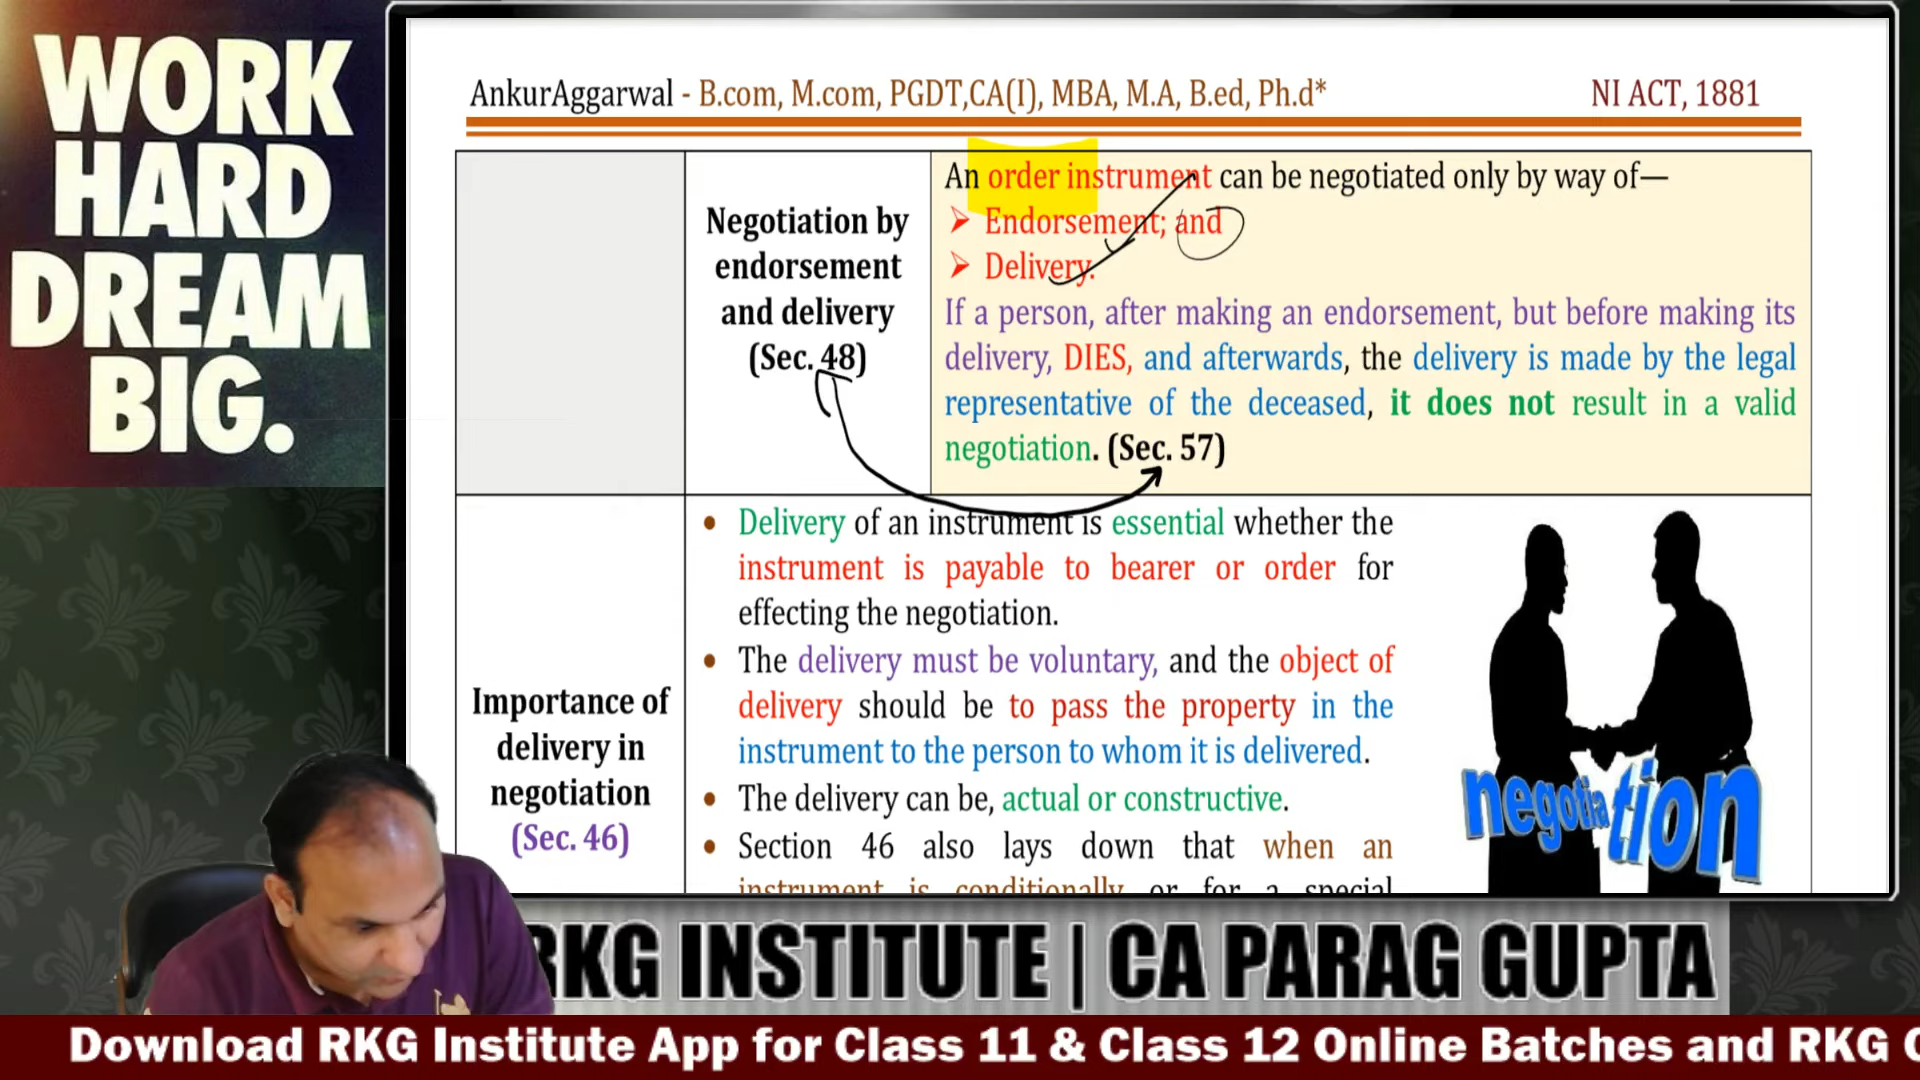 WORK
HARD
DREAM
BIG.
AnkurAggarwal - B.com, M.com, PGDT,CA(I), MBA, M.A, B.ed, Ph.d*
NI ACT, 1881
Negotiation by
endorsement
and delivery
(Sec. 48)
An order instrument can be negotiated only by way of—
➤ Endorsement; and
➤ Delivery.
If a person, after making an endorsement, but before making its
delivery, DIES, and afterwards, the delivery is made by the legal
representative of the deceased, it does not result in a valid
negotiation. (Sec. 57)
Importance of
delivery in
negotiation
(Sec. 46)
• Delivery of an instrument is essential whether the
instrument is payable to bearer or order for
effecting the negotiation.
• The delivery must be voluntary, and the object of
delivery should be to pass the property in the
instrument to the person to whom it is delivered.
• The delivery can be, actual or constructive.
• Section 46 also lays down that when an
instrument is conditionally or for a special
negotiation
RKG INSTITUTE | CA PARAG GUPTA
Download RKG Institute App for Class 11 & Class 12 Online Batches and RKG